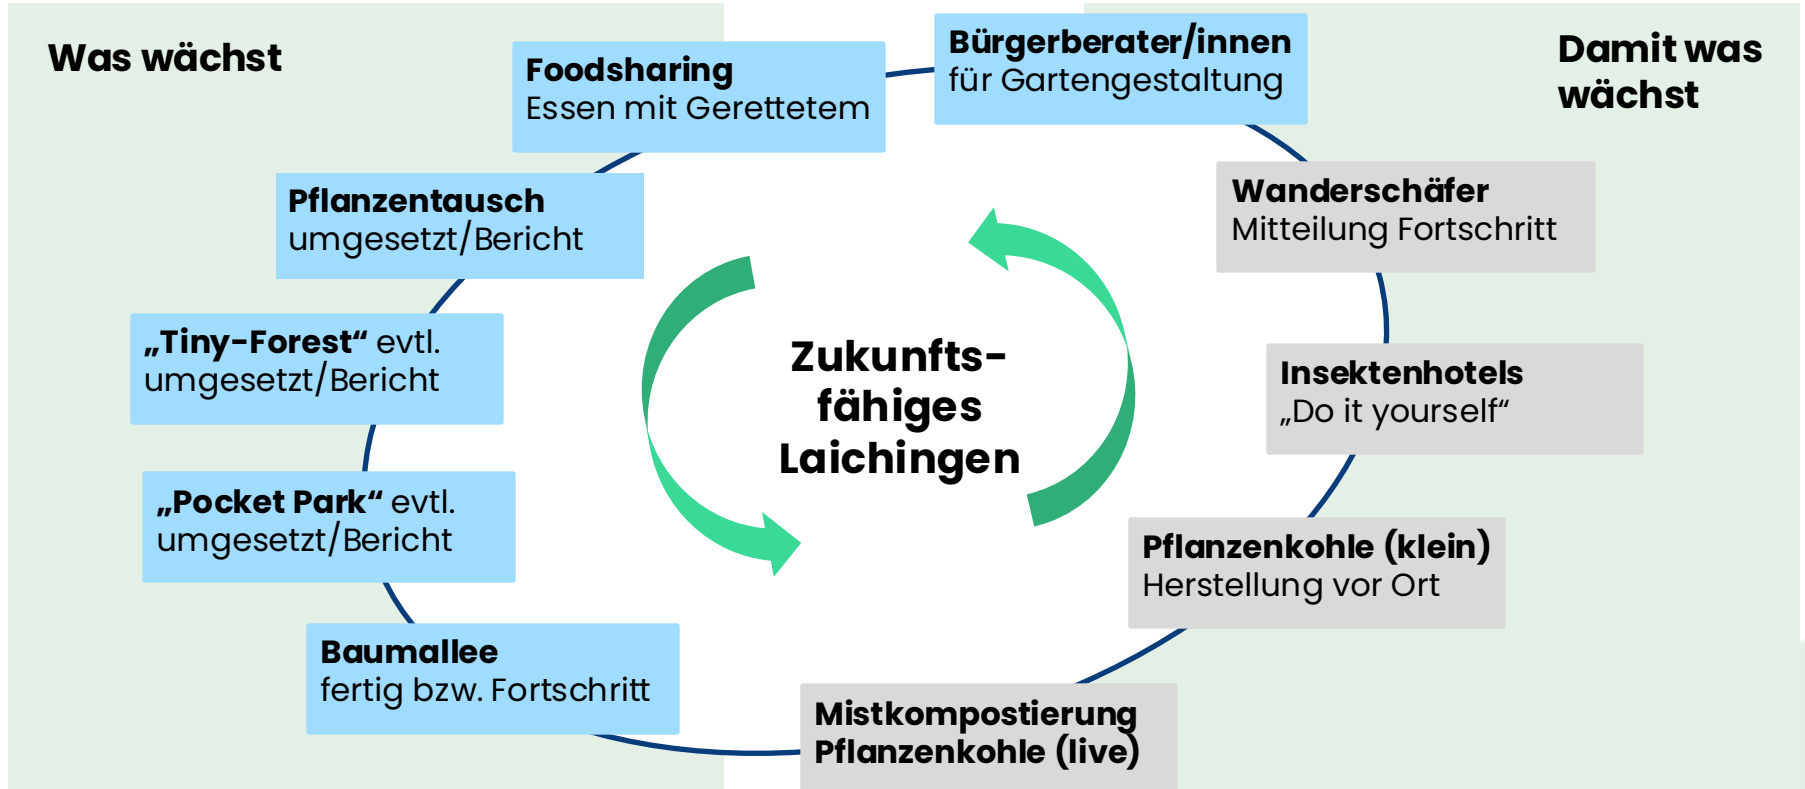 Was wächst
Damit was
wächst
Foodsharing
Essen mit Gerettetem
Bürgerberater/innen
für Gartengestaltung
Pflanzentausch
umgesetzt/Bericht
Wanderschäfer
Mitteilung Fortschritt
„Tiny-Forest“ evtl.
umgesetzt/Bericht
Zukunfts-
fähiges
Laichingen
Insektenhotels
„Do it yourself“
„Pocket Park“ evtl.
umgesetzt/Bericht
Pflanzenkohle (klein)
Herstellung vor Ort
Baumallee
fertig bzw. Fortschritt
Mistkompostierung
Pflanzenkohle (live)